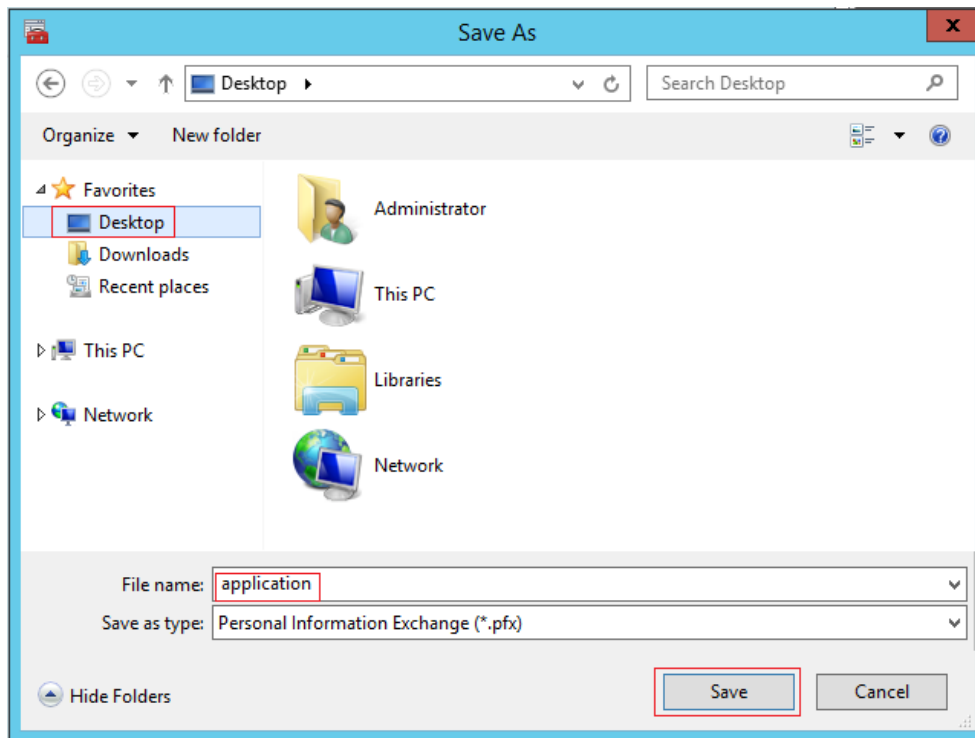 Save As
x
Desktop
Search Desktop
Organize New folder
?
Favorites
Desktop
Downloads
Recent places
This PC
Network
Administrator
This PC
Libraries
Network
File name: application
Save as type: Personal Information Exchange (*.pfx)
Hide Folders Save Cancel